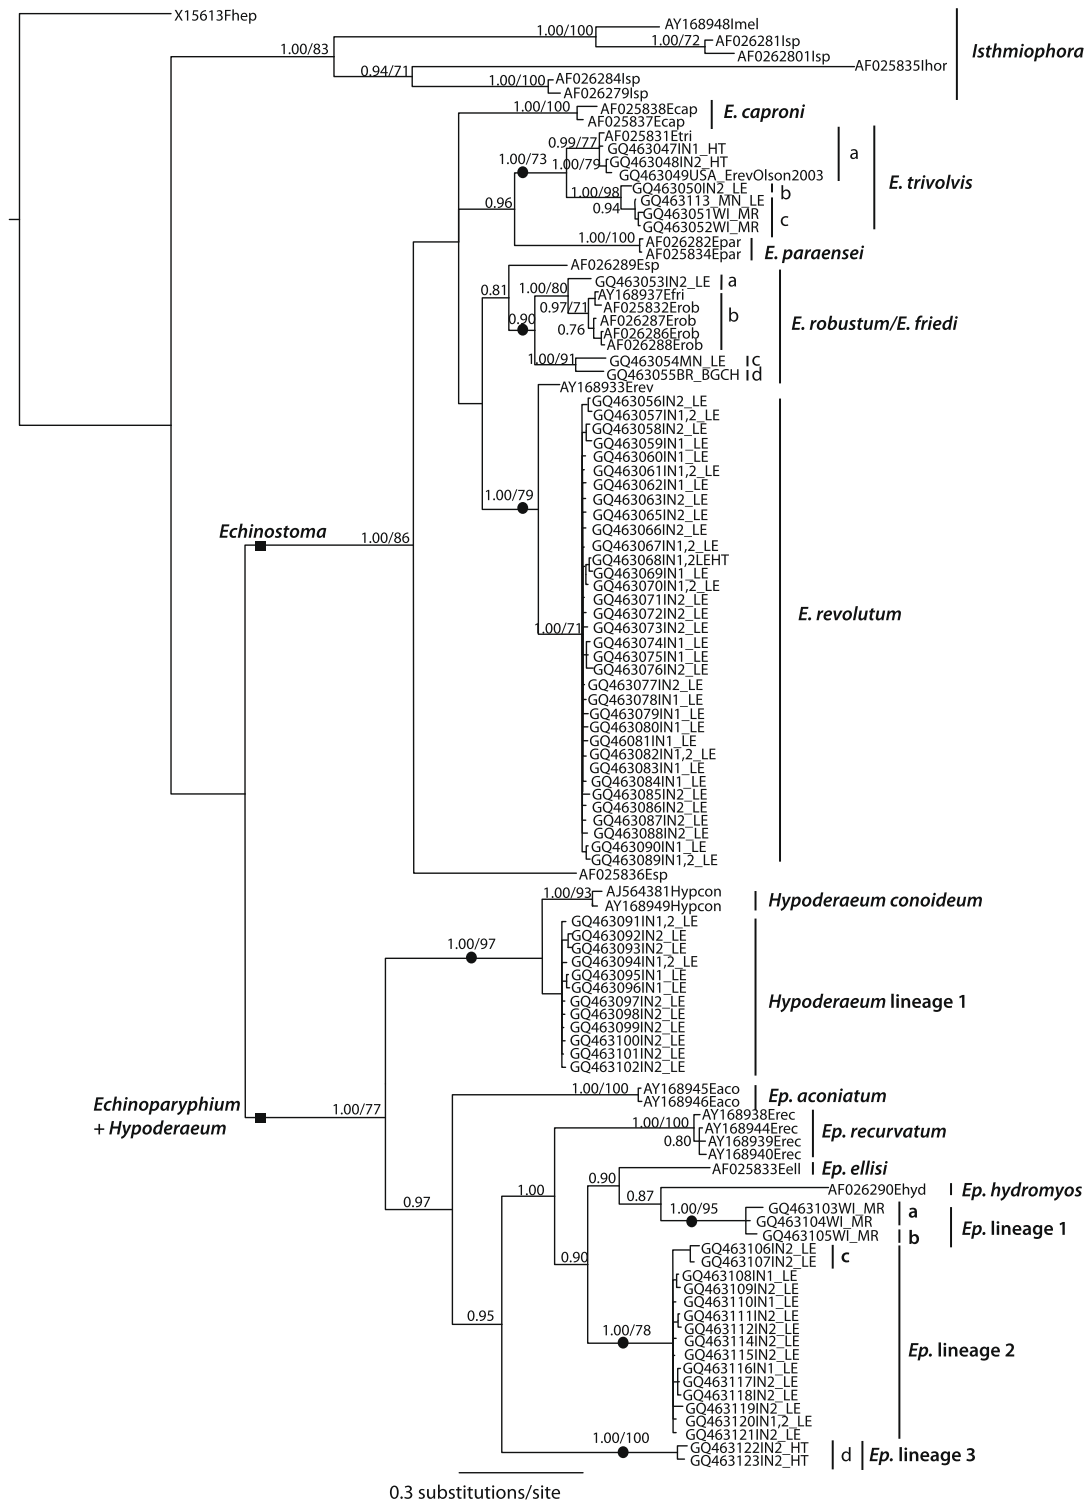 X15613Fhep
AY168948Imel
1.00/100
AF026281Isp
1.00/72
AF0262801Isp
1.00/83
Isthmiophora
AF025835Ihor
0.94/71
AF026284Isp
1.00/100
AF026279Isp
AF025838Ecap
1.00/100
AF025837Ecap
E. caproni
AF025831Etri
0.99/77
GQ463047IN1_HT
a
1.00/73
GQ463048IN2_HT
1.00/79
GQ463049USA_ErevOlson2003
E. trivolvis
GQ463050IN2_LE
b
1.00/98
GQ463113_MN_LE
0.96
0.94
GQ463051WI_MR
c
GQ463052WI_MR
1.00/100
AF026282Epar
AF025834Epar
E. paraensei
AF026289Esp
GQ463053IN2_LE
a
0.81
1.00/80
AY168937Efri
0.97/71
AF025832Erob
b
0.90
AF026287Erob
E. robustum/E. friedi
0.76
AF026286Erob
AF026288Erob
1.00/91
GQ463054MN_LE
c
GQ463055BR_BGCH
d
AY168933Erev
GQ463056IN2_LE
GQ463057IN1,2_LE
GQ463058IN2_LE
GQ463059IN1_LE
GQ463060IN1_LE
GQ463061IN1,2_LE
GQ463062IN1_LE
1.00/79
GQ463063IN2_LE
GQ463065IN2_LE
GQ463066IN2_LE
Echinostoma
1.00/86
GQ463067IN1,2_LE
GQ463068IN1,2LEHT
GQ463069IN1_LE
GQ463070IN1,2_LE
GQ463071IN2_LE
GQ463072IN2_LE
E. revolutum
1.00/71
GQ463073IN2_LE
GQ463074IN1_LE
GQ463075IN1_LE
GQ463076IN2_LE
GQ463077IN2_LE
GQ463078IN1_LE
GQ463079IN1_LE
GQ463080IN1_LE
GQ46081IN1_LE
GQ463082IN1,2_LE
GQ463083IN1_LE
GQ463084IN1_LE
GQ463085IN2_LE
GQ463086IN2_LE
GQ463087IN2_LE
GQ463088IN2_LE
GQ463090IN1_LE
GQ463089IN1,2_LE
AF025836Esp
1.00/93
AJ564381Hypcon
AY168949Hypcon
Hypoderaeum conoideum
GQ463091IN1,2_LE
GQ463092IN2_LE
1.00/97
GQ463093IN2_LE
GQ463094IN1,2_LE
GQ463095IN1_LE
GQ463096IN1_LE
GQ463097IN2_LE
Hypoderaeum lineage 1
GQ463098IN2_LE
GQ463099IN2_LE
GQ463100IN2_LE
GQ463101IN2_LE
GQ463102IN2_LE
1.00/100
AY168945Eaco
AY168946Eaco
Ep. aconiatum
Echinoparyphium
+ Hypoderaeum
1.00/77
AY168938Erec
1.00/100
AY168944Erec
0.80
AY168939Erec
Ep. recurvatum
AY168940Erec
AF025833Eell
Ep. ellisi
0.90
1.00
AF026290Ehyd
Ep. hydromyos
0.87
0.97
1.00/95
GQ463103WI_MR
a
GQ463104WI_MR
Ep. lineage 1
GQ463105WI_MR
b
GQ463106IN2_LE
c
0.90
GQ463107IN2_LE
GQ463108IN1_LE
GQ463109IN2_LE
GQ463110IN1_LE
0.95
GQ463111IN2_LE
1.00/78
GQ463112IN2_LE
GQ463114IN2_LE
Ep. lineage 2
GQ463115IN2_LE
GQ463116IN1_LE
GQ463117IN2_LE
GQ463118IN2_LE
GQ463119IN2_LE
GQ463120IN1,2_LE
GQ463121IN2_LE
1.00/100
GQ463122IN2_HT
GQ463123IN2_HT
d
Ep. lineage 3
0.3 substitutions/site